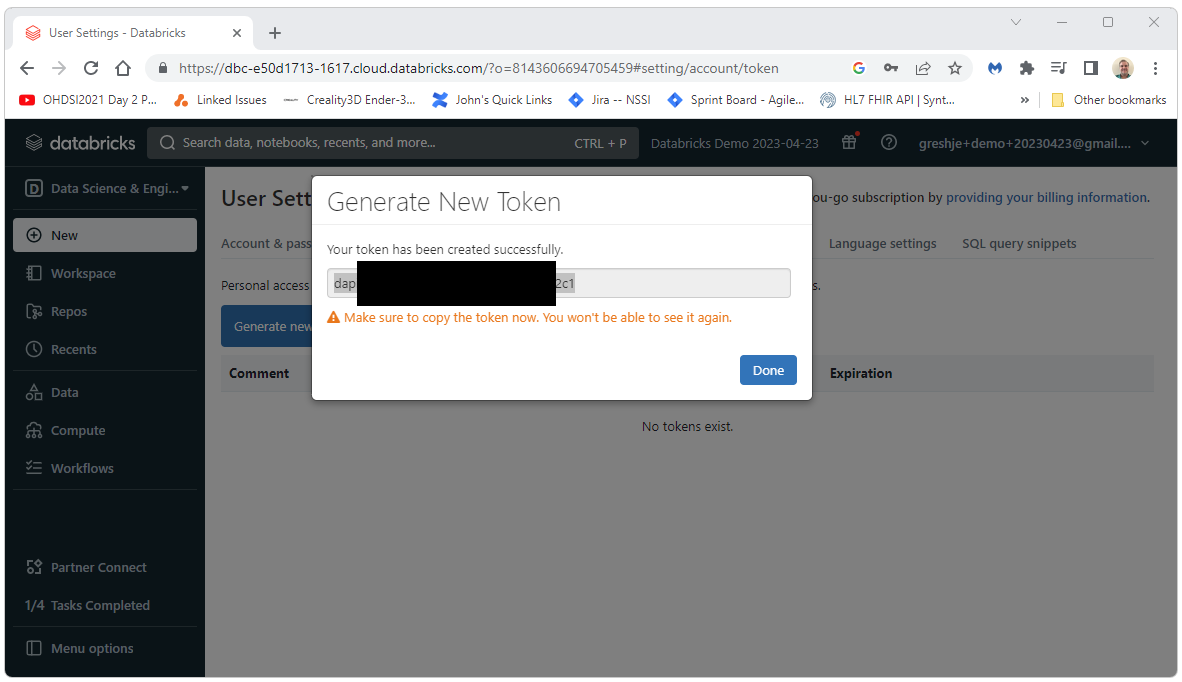 User Settings - Databricks
https://dbc-e50d1713-1617.cloud.databricks.com/?o=8143606694705459#setting/account/token
OHDSI2021 Day 2 P... Linked Issues Creality3D Ender-3... John's Quick Links Jira -- NSSI Sprint Board - Agile... HL7 FHIR API | Synt... » Other bookmarks
databricks Search data, notebooks, recents, and more... CTRL + P Databricks Demo 2023-04-23 greshje+demo+20230423@gmail....
D Data Science & Engi...
New
Workspace
Repos
Recents
Data
Compute
Workflows
Partner Connect
1/4 Tasks Completed
Menu options
User Sett
ou-go subscription by providing your billing information.
Account & pass
Language settings SQL query snippets
Personal access
s.
Generate new
Comment Expiration
No tokens exist.
Generate New Token
Your token has been created successfully.
dap 2c1
Make sure to copy the token now. You won't be able to see it again.
Done